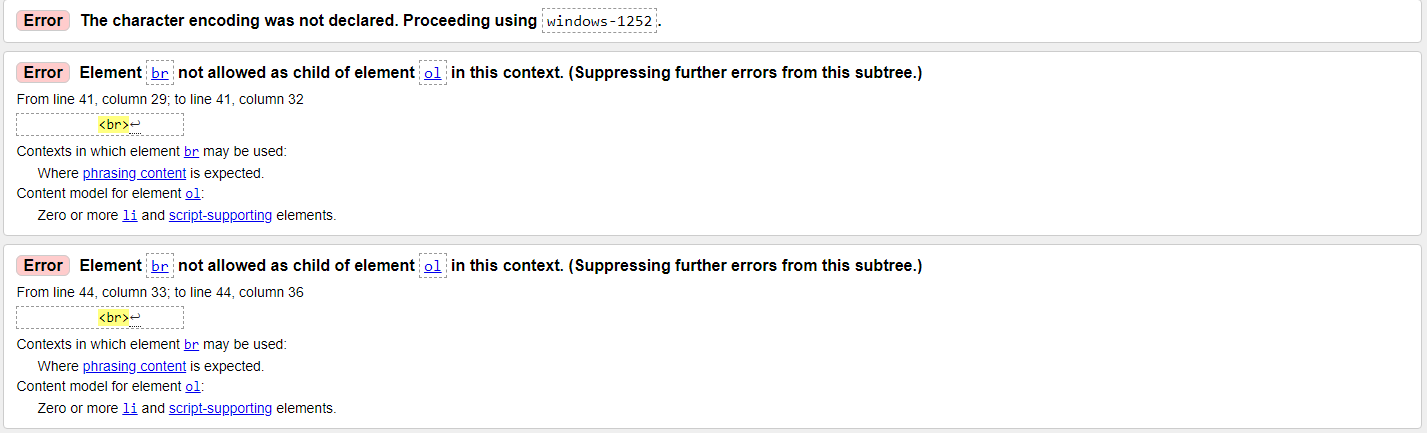 Error The character encoding was not declared. Proceeding using windows-1252.
Error Element br not allowed as child of element ol in this context. (Suppressing further errors from this subtree.)
From line 41, column 29; to line 41, column 32
<br>↩
Contexts in which element br may be used:
Where phrasing content is expected.
Content model for element ol:
Zero or more li and script-supporting elements.
Error Element br not allowed as child of element ol in this context. (Suppressing further errors from this subtree.)
From line 44, column 33; to line 44, column 36
<br>↩
Contexts in which element br may be used:
Where phrasing content is expected.
Content model for element ol:
Zero or more li and script-supporting elements.